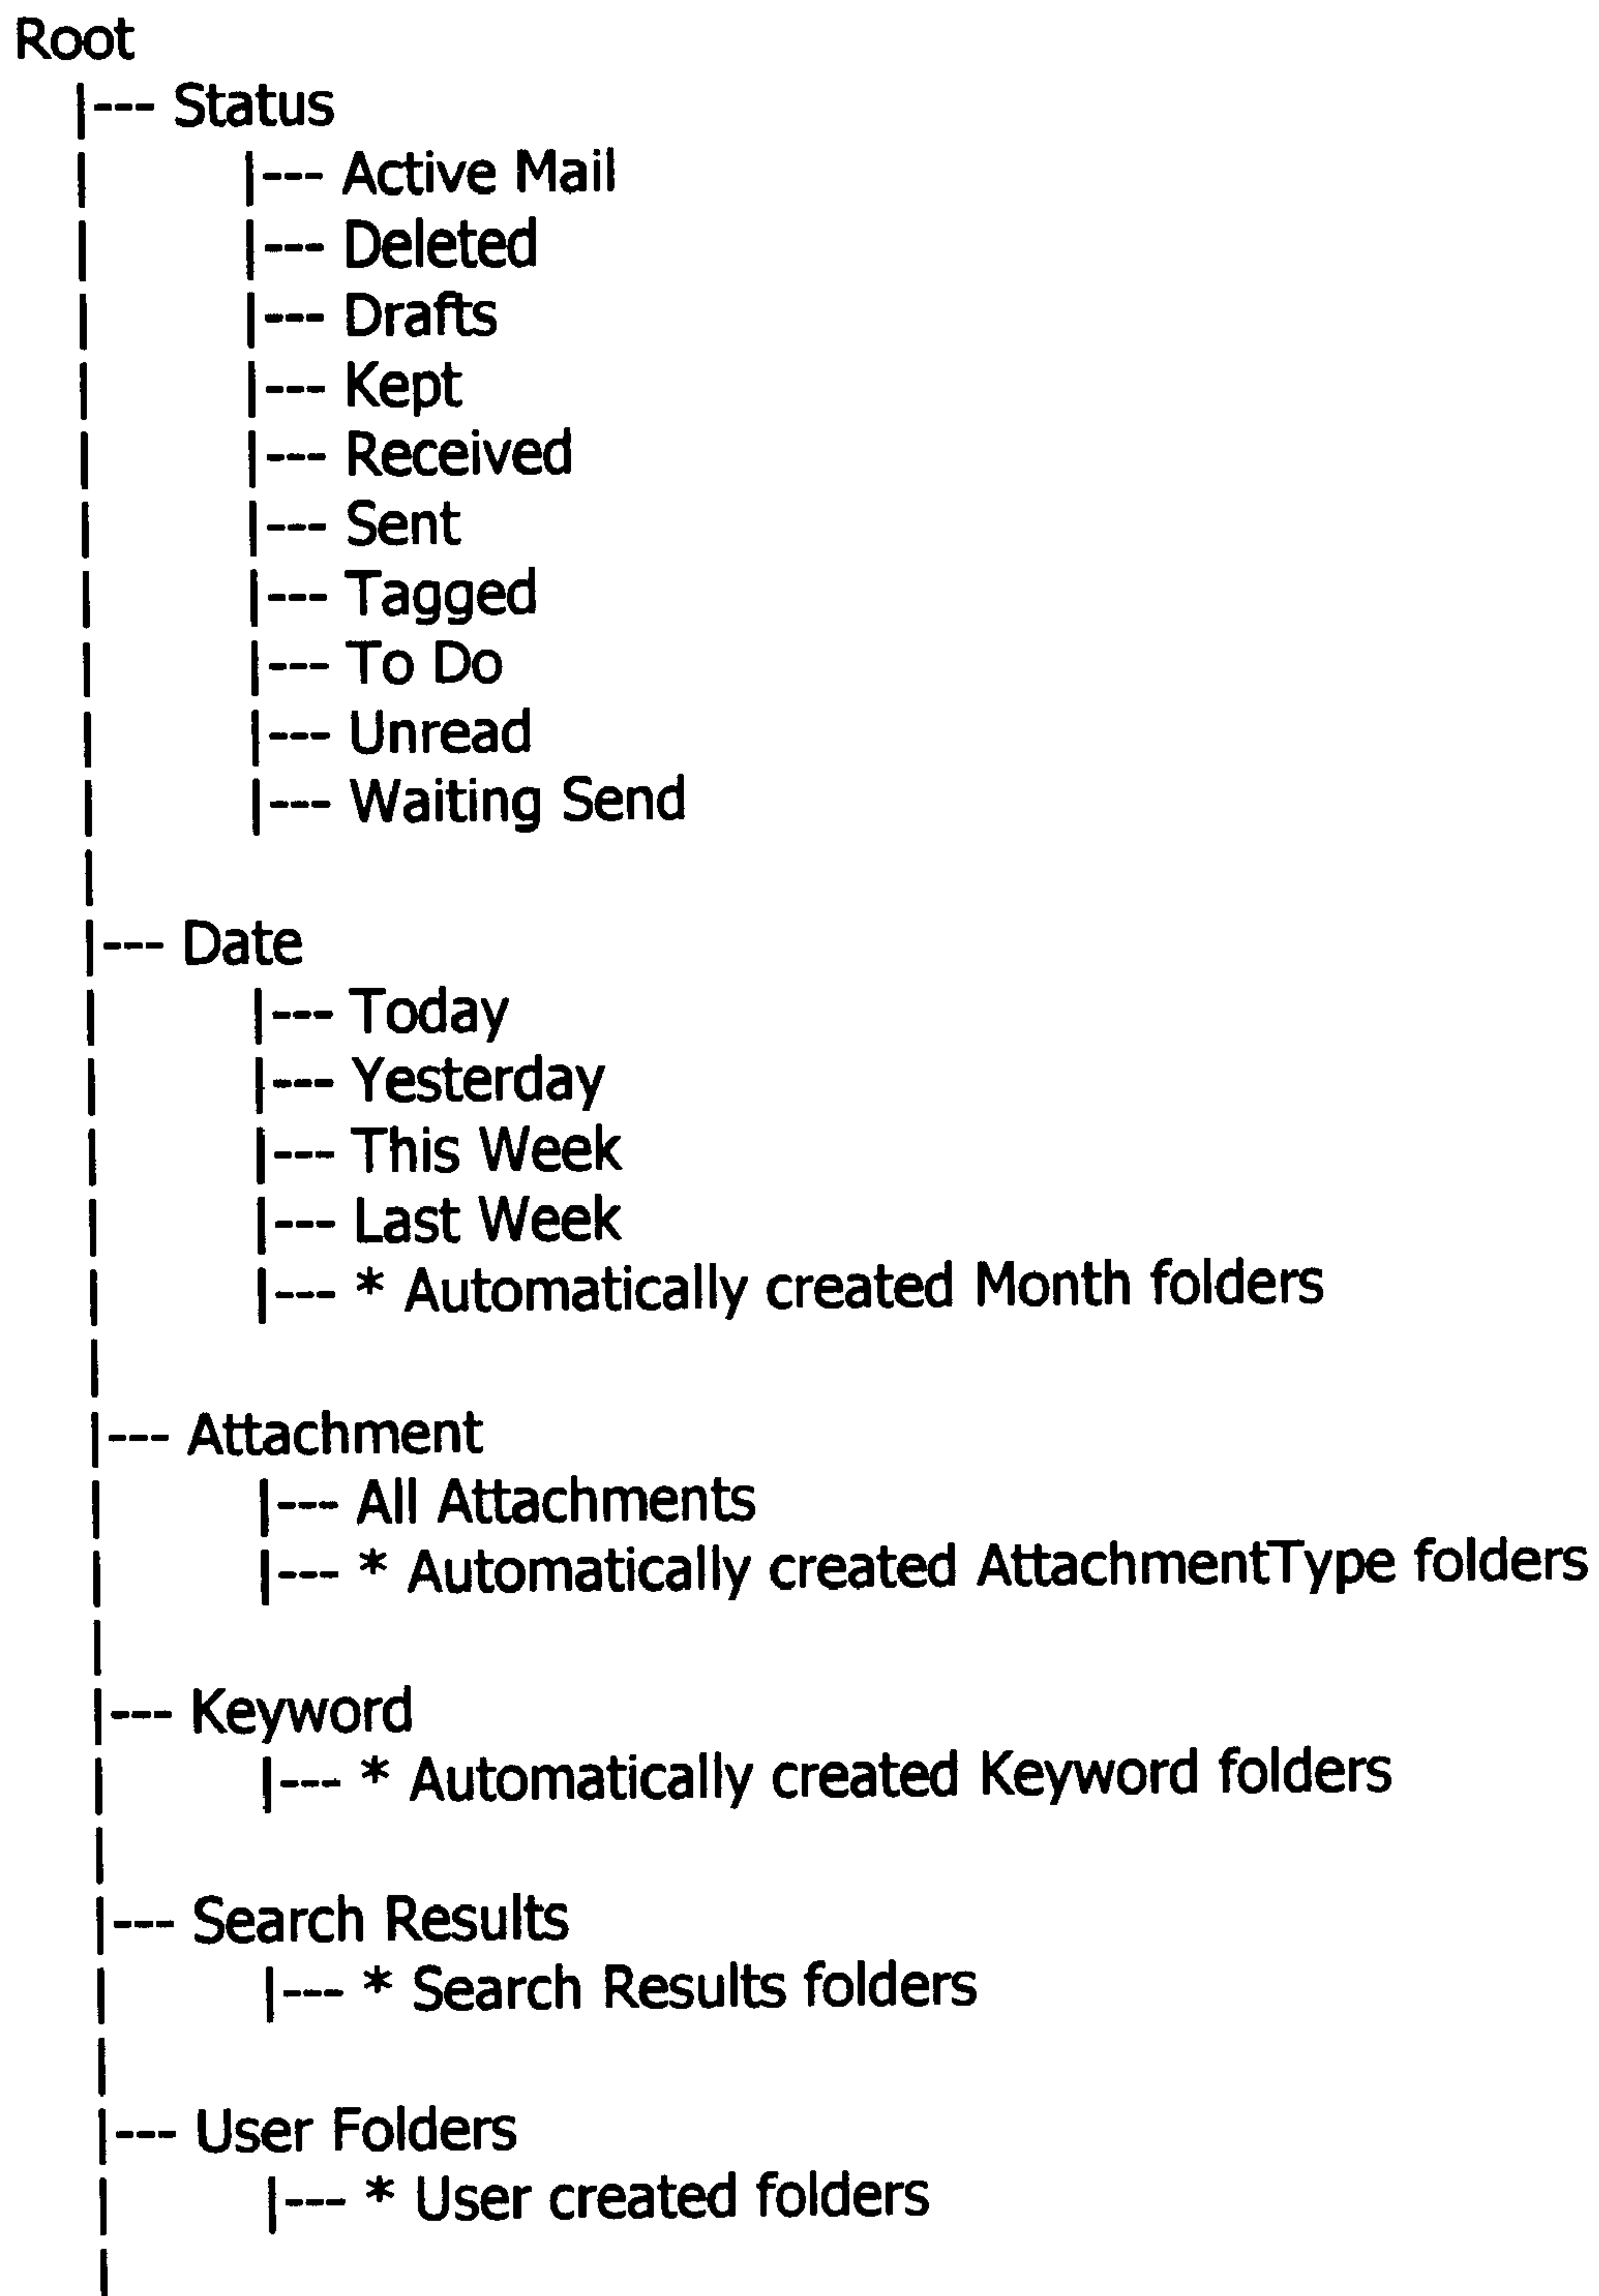 Root
|--- Status
|--- Active Mail
|--- Deleted
|--- Drafts
|--- Kept
|--- Received
|--- Sent
|--- Tagged
|--- To Do
|--- Unread
|--- Waiting Send
|--- Date
|--- Today
|--- Yesterday
|--- This Week
|--- Last Week
|--- * Automatically created Month folders
|--- Attachment
|--- All Attachments
|--- * Automatically created AttachmentType folders
|--- Keyword
|--- * Automatically created Keyword folders
|--- Search Results
|--- * Search Results folders
|--- User Folders
|--- * User created folders